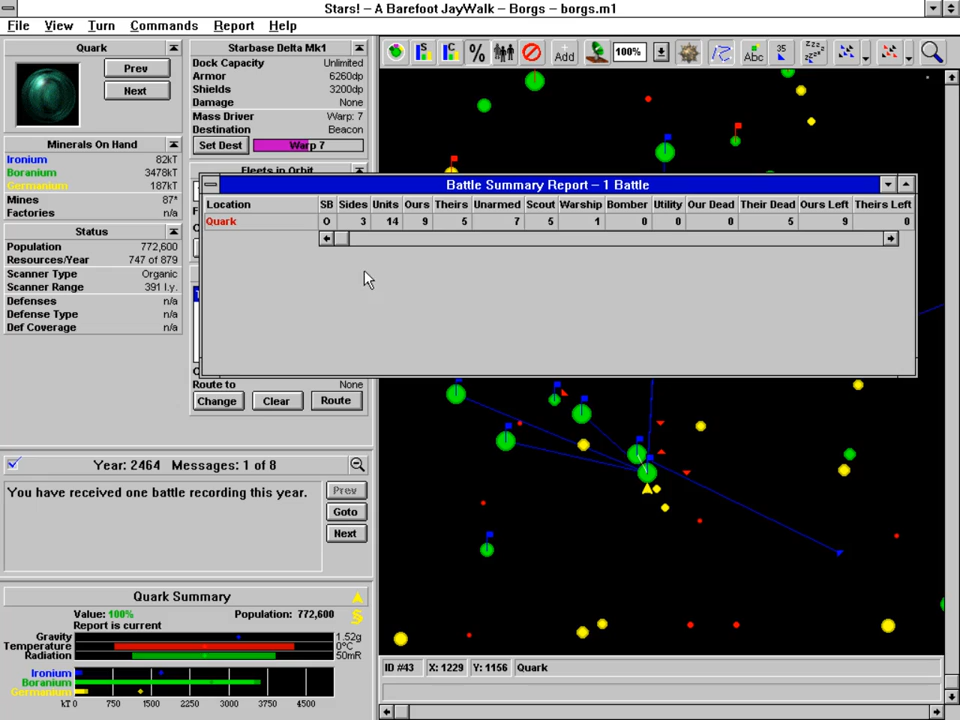 Stars! – A Barefoot JayWalk – Borgs – borgs.m1
File View Turn Commands Report Help
Quark
Prev
Next
Minerals On Hand
Ironium 82kT
Boranium 3478kT
Germanium 187kT
Mines 87*
Factories n/a
Status
Population 772,600
Resources/Year 747 of 879
Scanner Type Organic
Scanner Range 391 l.y.
Defenses n/a
Defense Type n/a
Def Coverage n/a
Starbase Delta Mk1
Dock Capacity Unlimited
Armor 6260dp
Shields 3200dp
Damage None
Mass Driver Warp: 7
Destination Beacon
Set Dest Warp 7
Fleets in Orbit
S C % Add 100% Abc 35 zzz
Battle Summary Report – 1 Battle
Location SB Sides Units Ours Theirs Unarmed Scout Warship Bomber Utility Our Dead Their Dead Ours Left Theirs Left
Quark O 3 14 9 5 7 5 1 0 0 0 5 9 0
Route to None
Change Clear Route
Year: 2464 Messages: 1 of 8
You have received one battle recording this year.
Prev
Goto
Next
Quark Summary
Value: 100% Population: 772,600
Report is current
Gravity 1.52g
Temperature 0°C
Radiation 50mR
Ironium
Boranium
Germanium
kT 0 750 1500 2250 3000 3750 4500
ID #43 X: 1229 Y: 1156 Quark